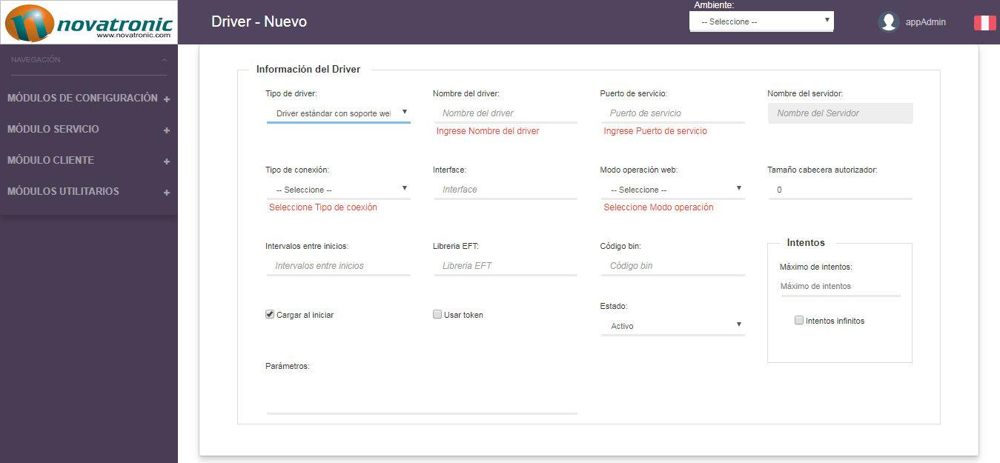 novatronic
www.novatronic.com
Driver - Nuevo
Ambiente:
-- Seleccione --
appAdmin
NAVEGACIÓN
MÓDULOS DE CONFIGURACIÓN +
MÓDULO SERVICIO +
MÓDULO CLIENTE +
MÓDULOS UTILITARIOS +
Información del Driver
Tipo de driver: Nombre del driver: Puerto de servicio: Nombre del servidor:
Driver estándar con soporte wel Nombre del driver Puerto de servicio Nombre del Servidor
Ingrese Nombre del driver Ingrese Puerto de servicio
Tipo de conexión: Interface: Modo operación web: Tamaño cabecera autorizador:
-- Seleccione -- Interface -- Seleccione -- 0
Seleccione Tipo de coexión Seleccione Modo operación
Intervalos entre inicios: Libreria EFT: Código bin: Intentos
Intervalos entre inicios Libreria EFT Código bin Máximo de intentos:
Máximo de intentos
Cargar al iniciar Usar token Estado:
Activo Intentos infinitos
Parámetros: